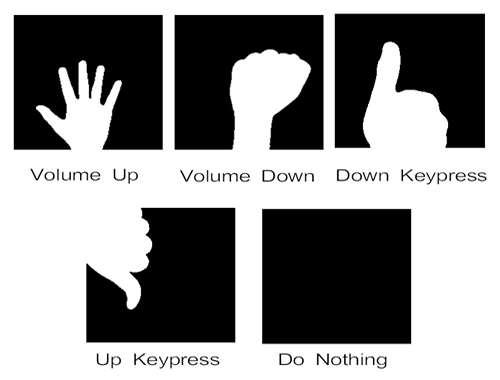 Volume Up
Volume Down
Down Keypress
Up Keypress
Do Nothing